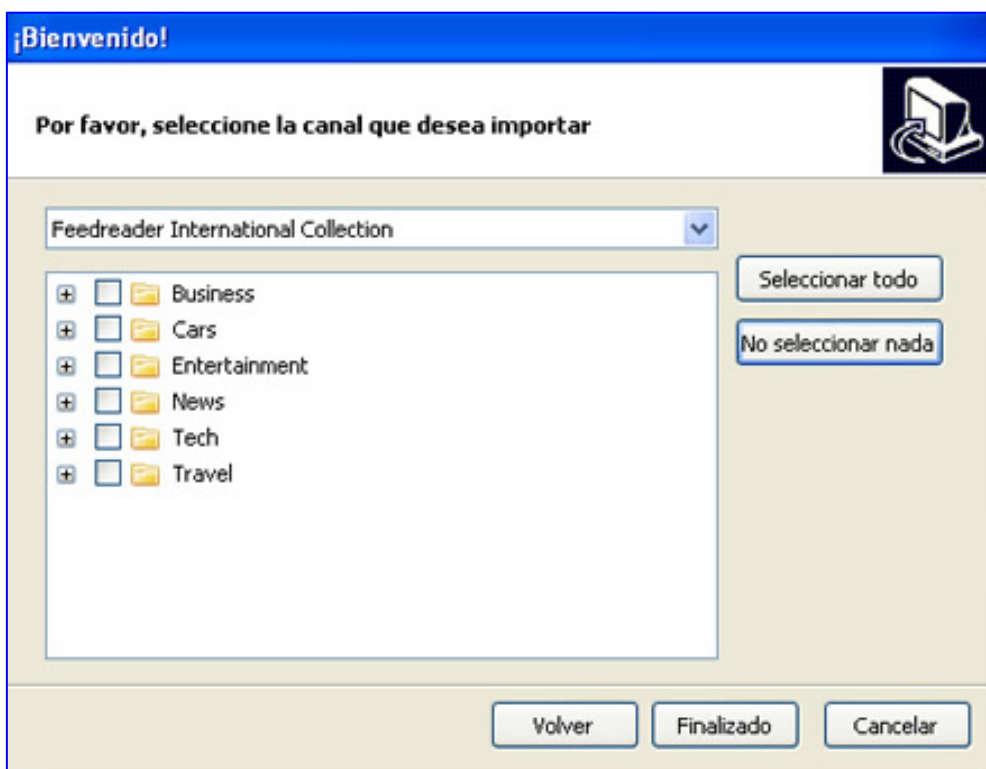 ¡Bienvenido!
Por favor, seleccione la canal que desea importar
Feedreader International Collection
Seleccionar todo
No seleccionar nada
Business
Cars
Entertainment
News
Tech
Travel
Volver
Finalizado
Cancelar